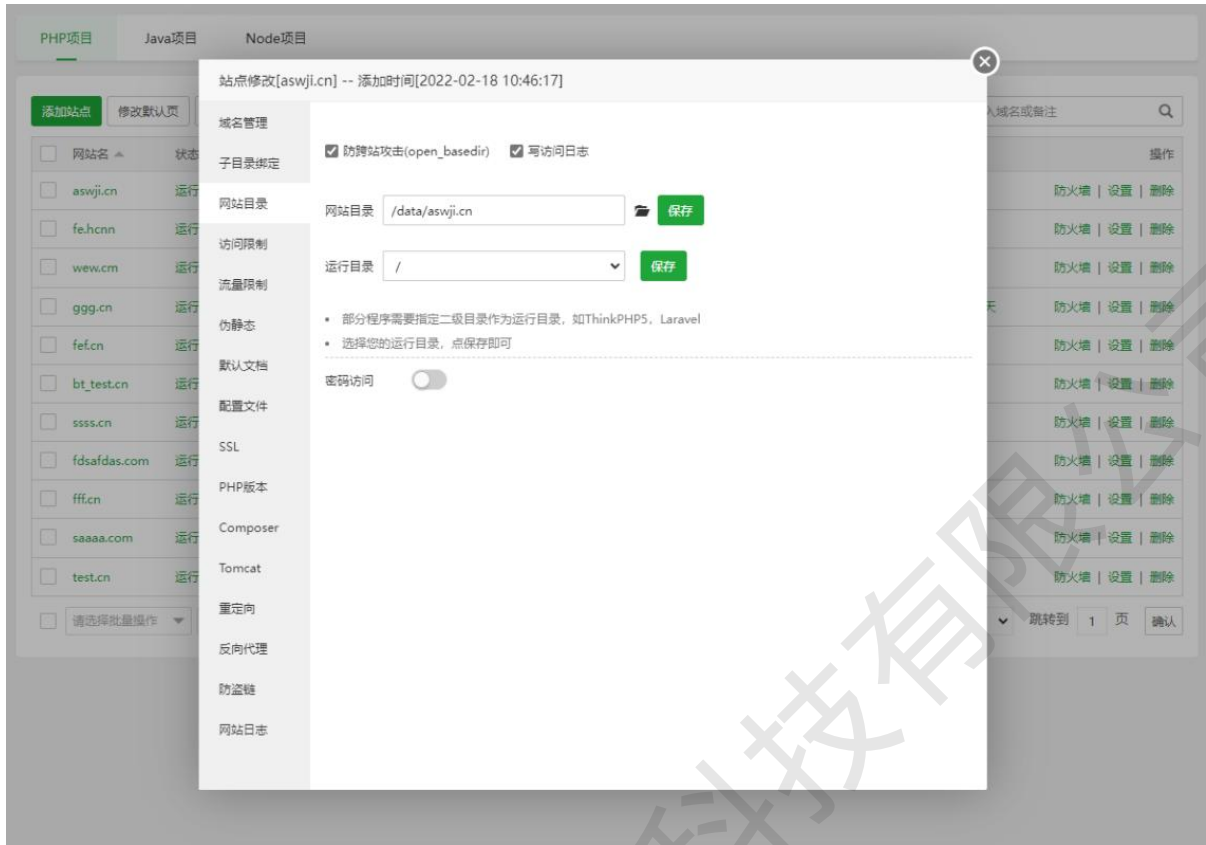 PHP项目 Java项目 Node项目
站点修改[aswji.cn] -- 添加时间[2022-02-18 10:46:17]
添加站点 修改默认页 入域名或备注
网站名 状态 操作
aswji.cn 运行 防火墙 | 设置 | 删除
fe.hcnn 运行 防火墙 | 设置 | 删除
wew.cm 运行 防火墙 | 设置 | 删除
ggg.cn 运行 天 防火墙 | 设置 | 删除
fef.cn 运行 防火墙 | 设置 | 删除
bt_test.cn 运行 防火墙 | 设置 | 删除
ssss.cn 运行 防火墙 | 设置 | 删除
fdsafdas.com 运行 防火墙 | 设置 | 删除
fff.cn 运行 防火墙 | 设置 | 删除
saaaa.com 运行 防火墙 | 设置 | 删除
test.cn 运行 防火墙 | 设置 | 删除
请选择批量操作 跳转到 1 页 确认
域名管理
子目录绑定
网站目录
访问限制
流量限制
伪静态
默认文档
配置文件
SSL
PHP版本
Composer
Tomcat
重定向
反向代理
防盗链
网站日志
防跨站攻击(open_basedir) 写访问日志
网站目录 /data/aswji.cn 保存
运行目录 / 保存
部分程序需要指定二级目录作为运行目录，如ThinkPHP5，Laravel
选择您的运行目录，点保存即可
密码访问
科技有限公司